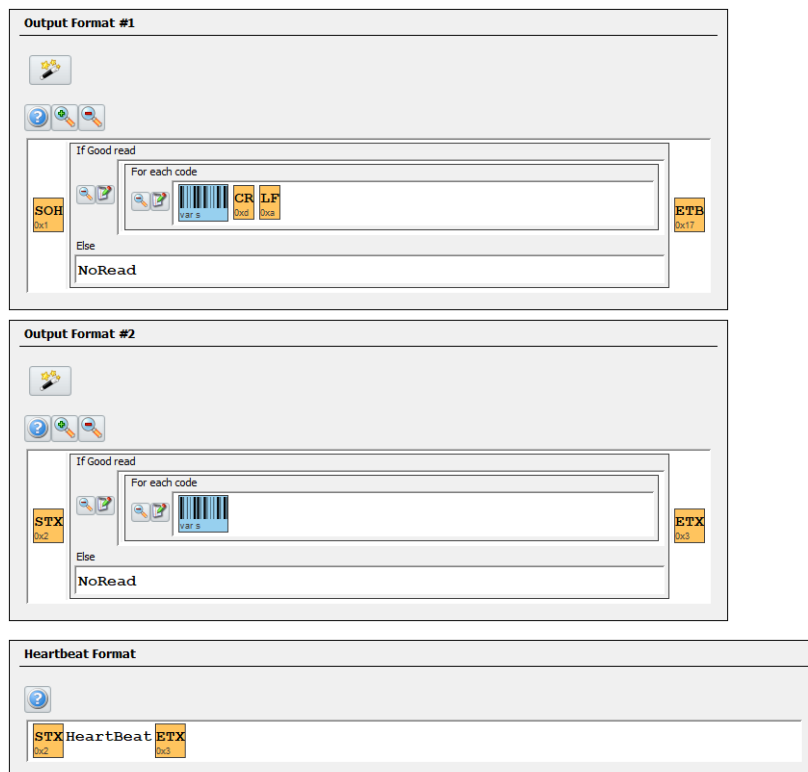 Output Format #1
If Good read
For each code
var s
CR
0xd
LF
0xa
SOH
0x1
ETB
0x17
Else
NoRead
Output Format #2
If Good read
For each code
var s
STX
0x2
ETX
0x3
Else
NoRead
Heartbeat Format
STX HeartBeat ETX
0x2 0x3